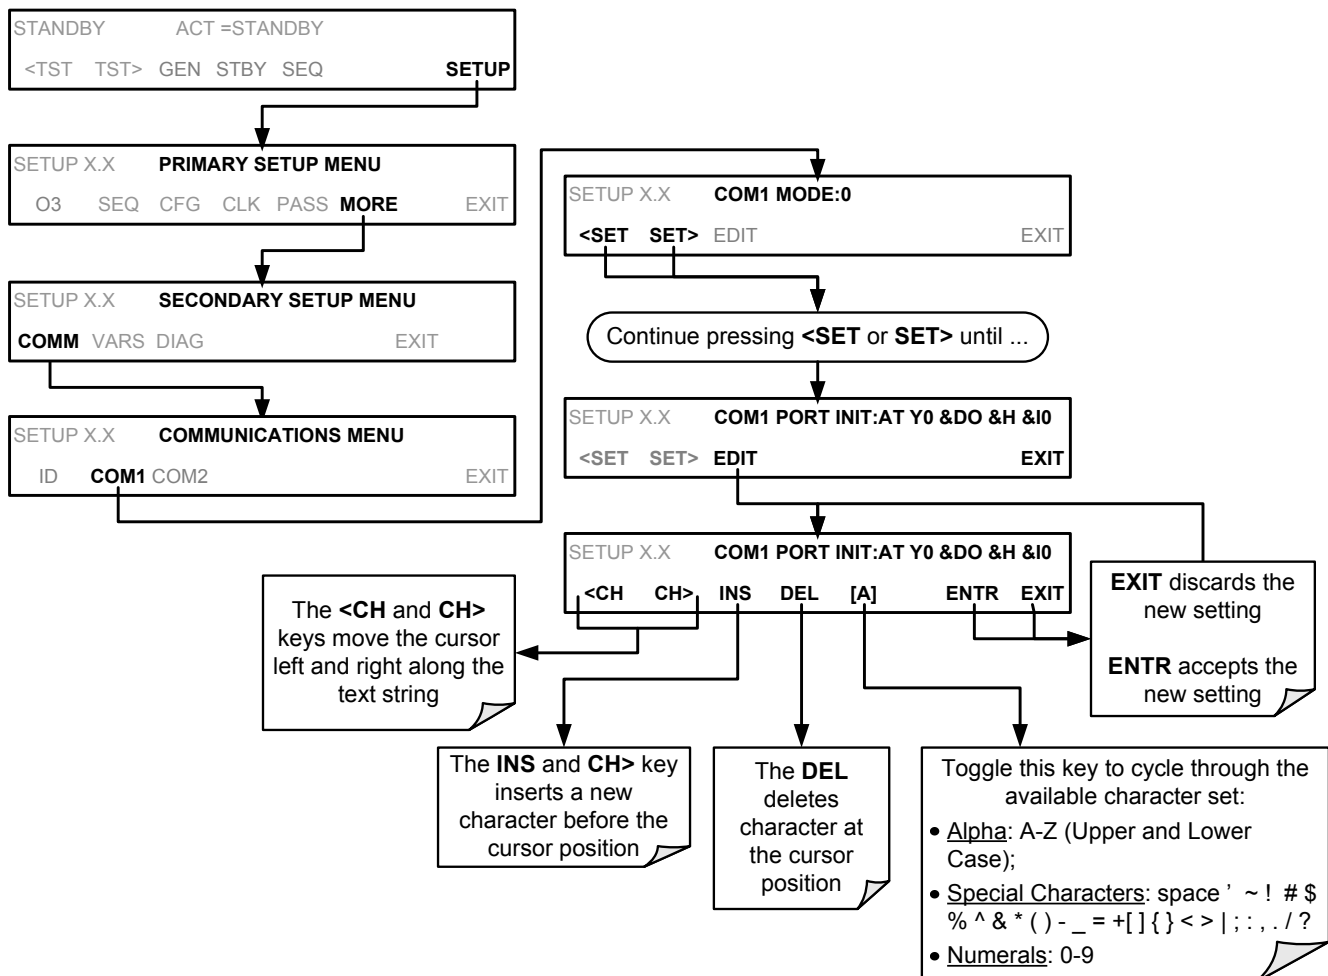 STANDBY ACT =STANDBY
<TST TST> GEN STBY SEQ SETUP
SETUP X.X PRIMARY SETUP MENU
O3 SEQ CFG CLK PASS MORE EXIT
SETUP X.X SECONDARY SETUP MENU
COMM VARS DIAG EXIT
SETUP X.X COMMUNICATIONS MENU
ID COM1 COM2 EXIT
SETUP X.X COM1 MODE:0
<SET SET> EDIT EXIT
Continue pressing <SET or SET> until ...
SETUP X.X COM1 PORT INIT:AT Y0 &DO &H &I0
<SET SET> EDIT EXIT
SETUP X.X COM1 PORT INIT:AT Y0 &DO &H &I0
<CH CH> INS DEL [A] ENTR EXIT
The <CH and CH>
keys move the cursor
left and right along the
text string
EXIT discards the
new setting
ENTR accepts the
new setting
The INS and CH> key
inserts a new
character before the
cursor position
The DEL
deletes
character at
the cursor
position
Toggle this key to cycle through the
available character set:
• Alpha: A-Z (Upper and Lower
Case);
• Special Characters: space ' ~ ! # $
% ^ & * ( ) - _ = +[ ] { } < > | ; : , . / ?
• Numerals: 0-9